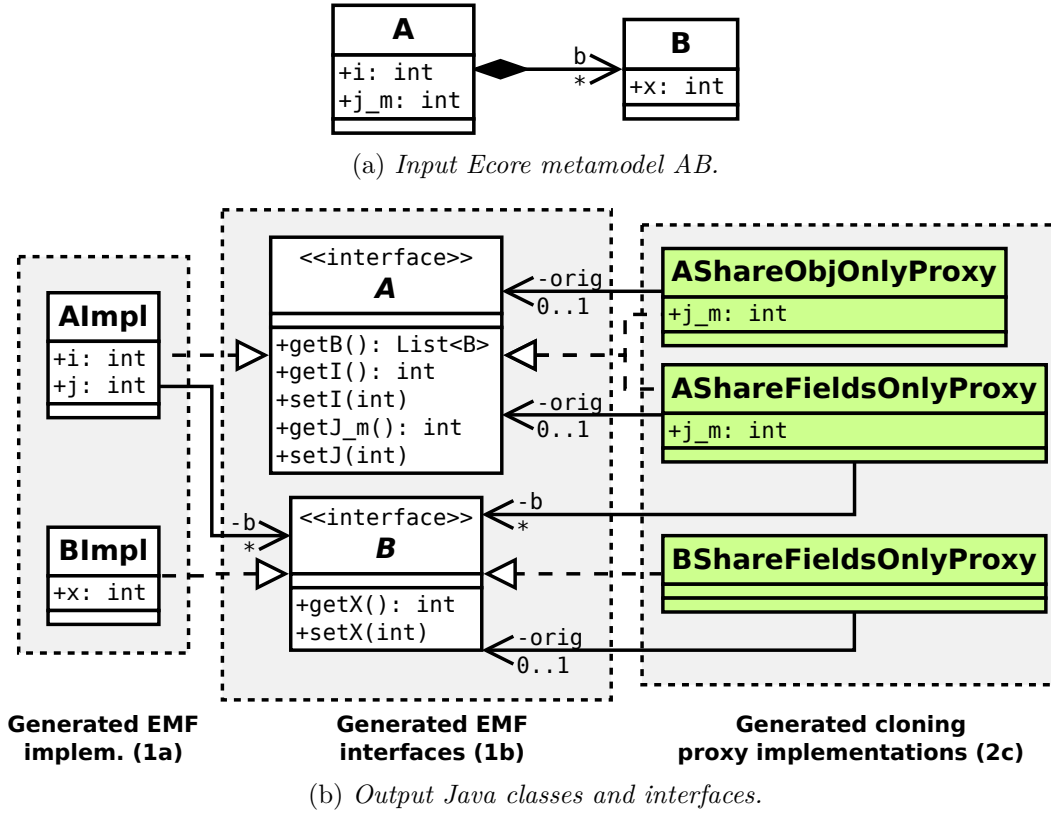 A
+i: int
+j_m: int
b
*
B
+x: int
(a) Input Ecore metamodel AB.
AImpl
+i: int
+j: int
BImpl
+x: int
-b
*
<<interface>>
A
+getB(): List<B>
+getI(): int
+setI(int)
+getJ_m(): int
+setJ(int)
<<interface>>
B
+getX(): int
+setX(int)
-orig
0..1
-orig
0..1
-b
*
-orig
0..1
AShareObjOnlyProxy
+j_m: int
AShareFieldsOnlyProxy
+j_m: int
BShareFieldsOnlyProxy
Generated EMF
implem. (1a)
Generated EMF
interfaces (1b)
Generated cloning
proxy implementations (2c)
(b) Output Java classes and interfaces.